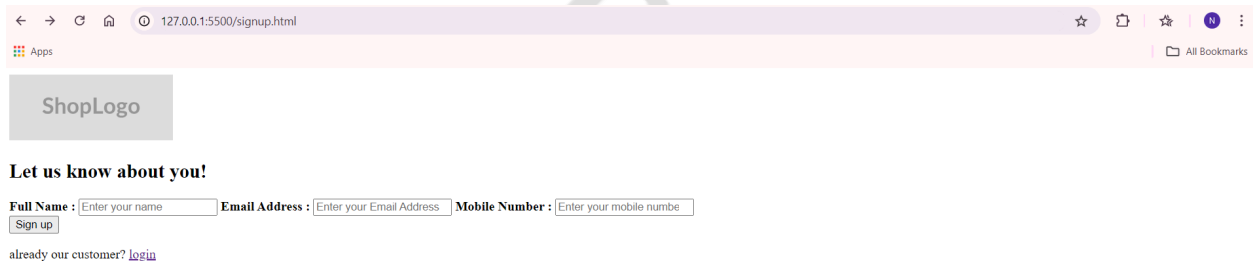 127.0.0.1:5500/signup.html N
Apps All Bookmarks
ShopLogo
Let us know about you!
Full Name : Enter your name Email Address : Enter your Email Address Mobile Number : Enter your mobile numbe
Sign up
already our customer? login